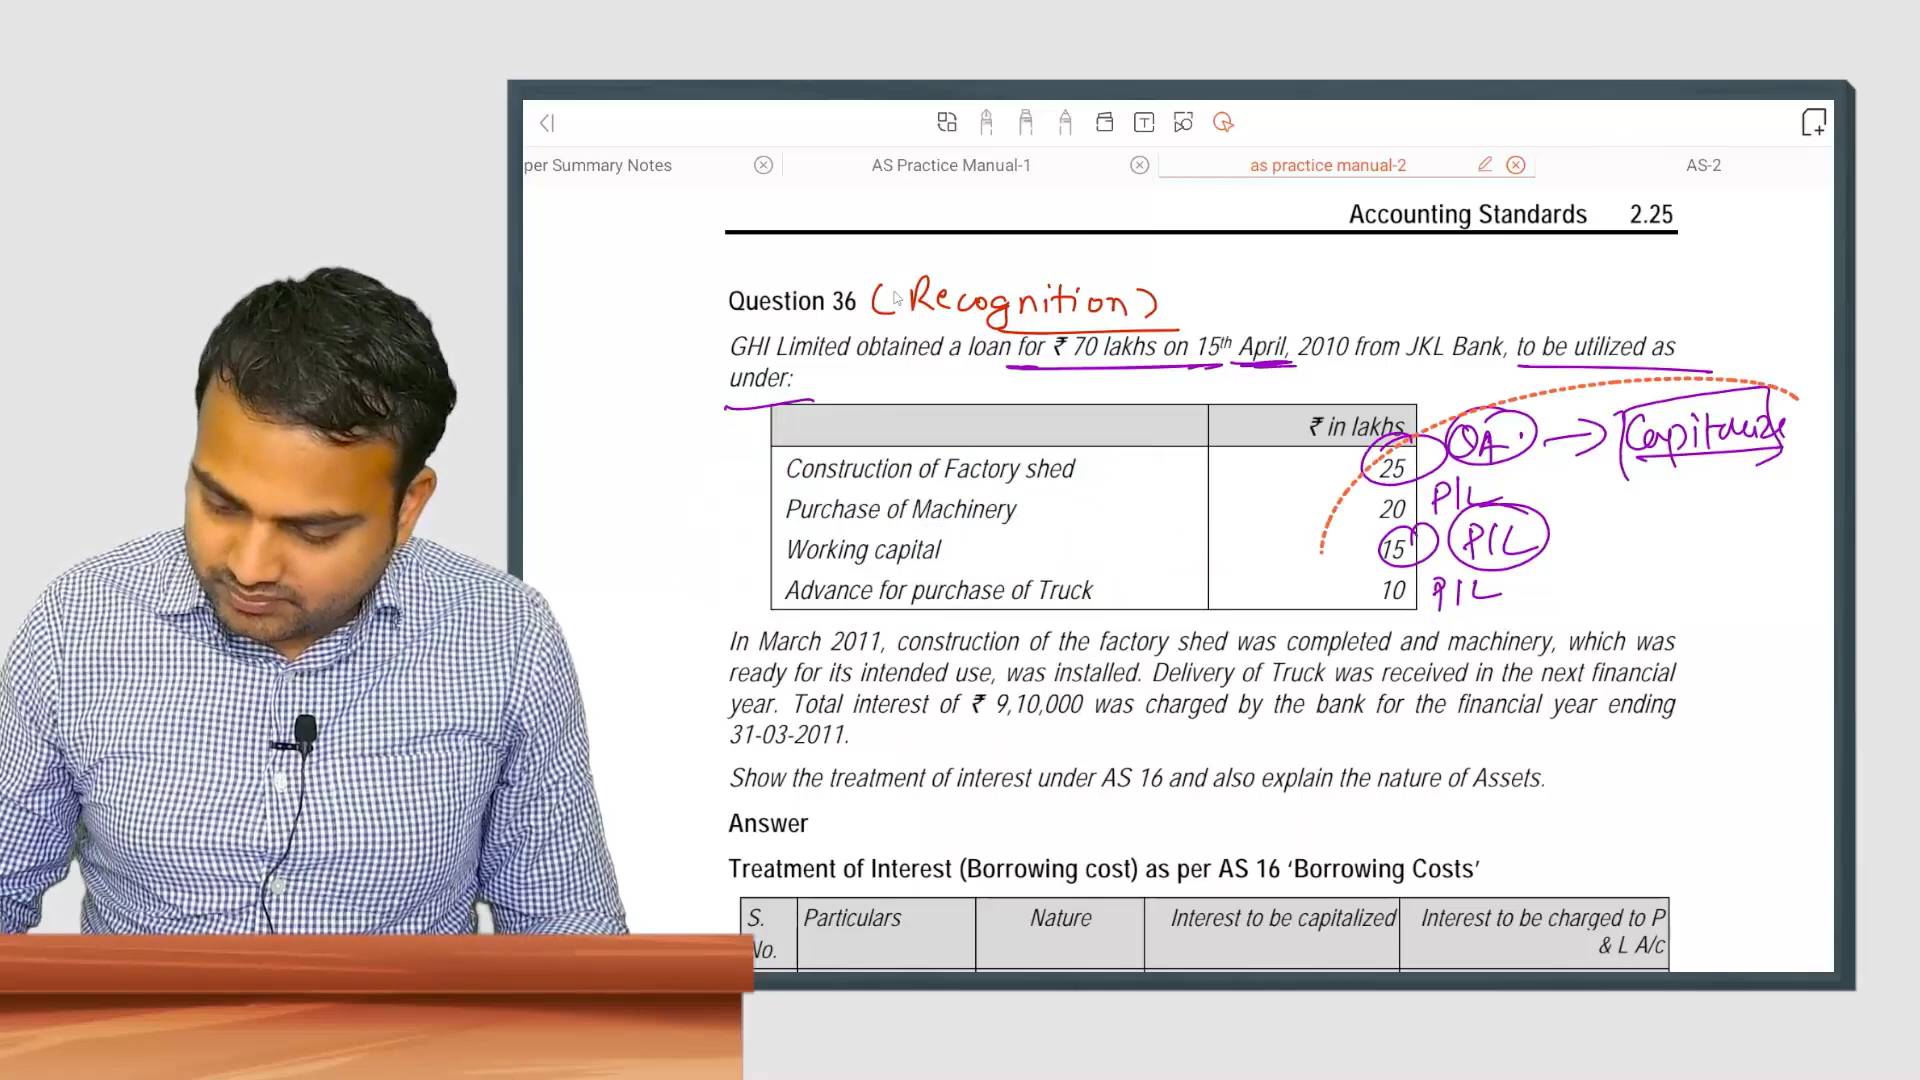 per Summary Notes
AS Practice Manual-1
as practice manual-2
AS-2
Accounting Standards 2.25
Question 36 (Recognition)
GHI Limited obtained a loan for ₹ 70 lakhs on 15th April, 2010 from JKL Bank, to be utilized as
under:
₹ in lakhs
QA → Capitalize
Construction of Factory shed 25
Purchase of Machinery 20 P/L
Working capital 15 P/L
Advance for purchase of Truck 10 P/L
In March 2011, construction of the factory shed was completed and machinery, which was
ready for its intended use, was installed. Delivery of Truck was received in the next financial
year. Total interest of ₹ 9,10,000 was charged by the bank for the financial year ending
31-03-2011.
Show the treatment of interest under AS 16 and also explain the nature of Assets.
Answer
Treatment of Interest (Borrowing cost) as per AS 16 ‘Borrowing Costs’
S. Particulars Nature Interest to be capitalized Interest to be charged to P
No. & L A/c